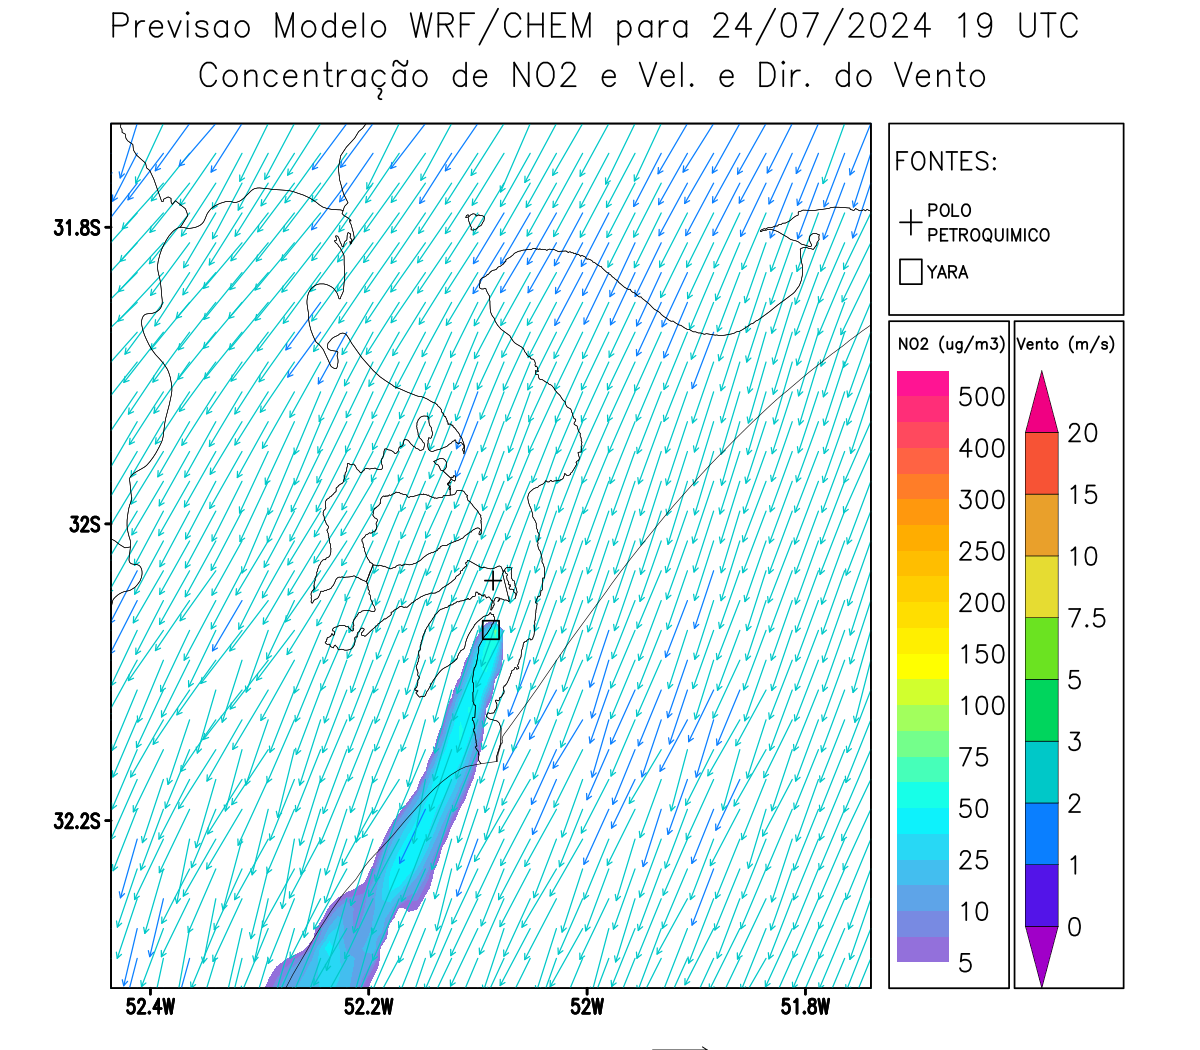 Previsao Modelo WRF/CHEM para 24/07/2024 19 UTC
Concentração de NO2 e Vel. e Dir. do Vento
FONTES:
POLO
PETROQUIMICO
YARA
NO2 (ug/m3)
500
400
300
250
200
150
100
75
50
25
10
5
Vento (m/s)
20
15
10
7.5
5
3
2
1
0
31.8S
32S
32.2S
52.4W
52.2W
52W
51.8W